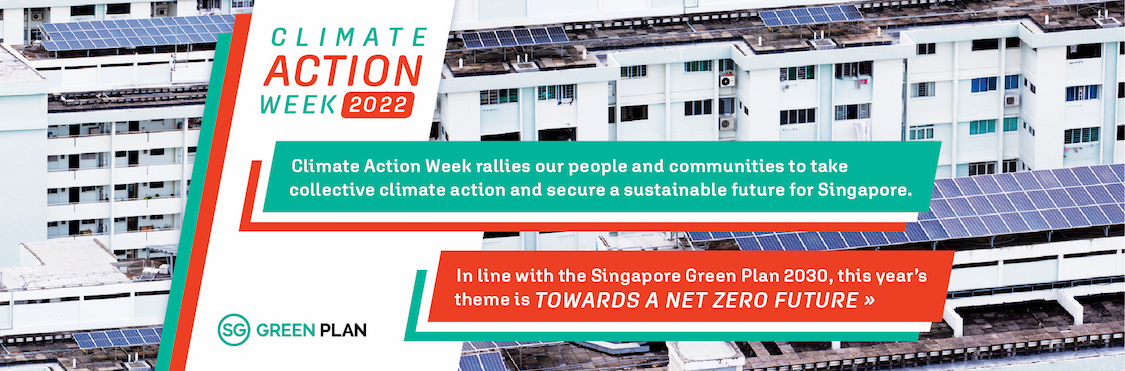 CLIMATE
ACTION
WEEK 2022
Climate Action Week rallies our people and communities to take
collective climate action and secure a sustainable future for Singapore.
In line with the Singapore Green Plan 2030, this year's
theme is TOWARDS A NET ZERO FUTURE »
SG GREEN PLAN